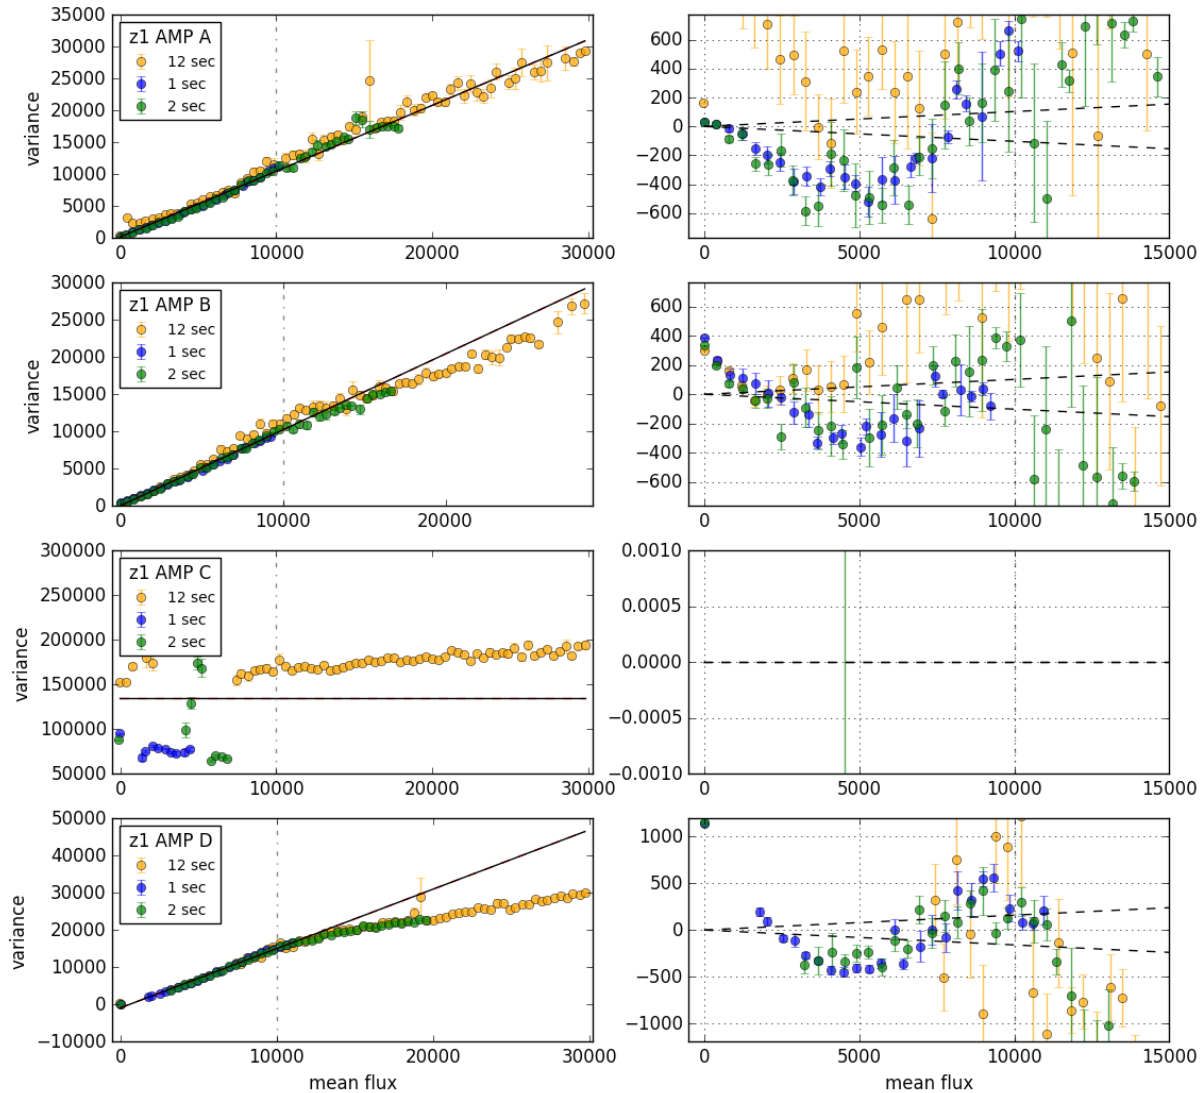 35000
30000
25000
20000
15000
10000
5000
0
variance
z1 AMP A
12 sec
1 sec
2 sec
0 10000 20000 30000
600
400
200
0
−200
−400
−600
0 5000 10000 15000
30000
25000
20000
15000
10000
5000
0
variance
z1 AMP B
12 sec
1 sec
2 sec
0 10000 20000
600
400
200
0
−200
−400
−600
0 5000 10000 15000
300000
250000
200000
150000
100000
50000
variance
z1 AMP C
12 sec
1 sec
2 sec
0 10000 20000 30000
0.0010
0.0005
0.0000
−0.0005
−0.0010
0 5000 10000 15000
50000
40000
30000
20000
10000
0
−10000
variance
z1 AMP D
12 sec
1 sec
2 sec
0 10000 20000 30000
mean flux
1000
500
0
−500
−1000
0 5000 10000 15000
mean flux